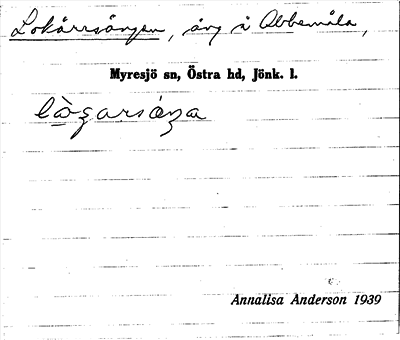 Lokärrsängen, äng å Abbemåla,
Myresjö sn, Östra hd, Jönk. l.
Annalisa Anderson 1939